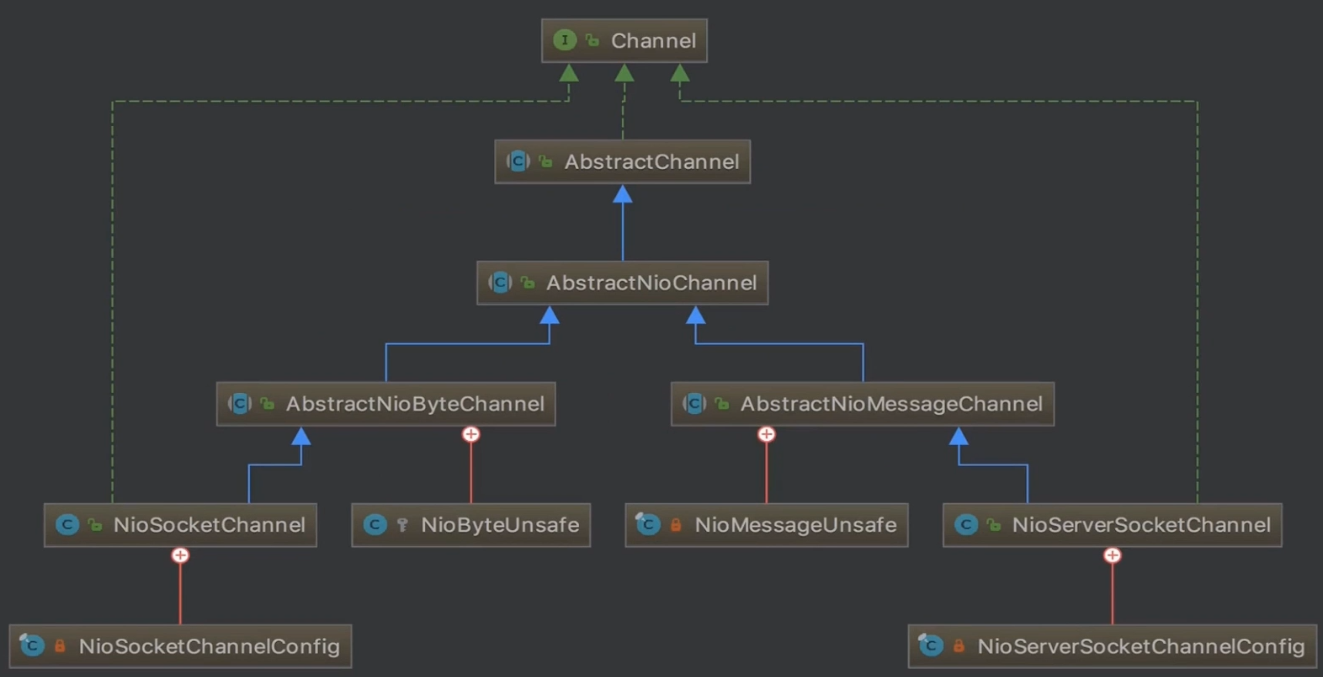 Channel
AbstractChannel
AbstractNioChannel
AbstractNioByteChannel
AbstractNioMessageChannel
NioSocketChannel
NioByteUnsafe
NioMessageUnsafe
NioServerSocketChannel
NioSocketChannelConfig
NioServerSocketChannelConfig